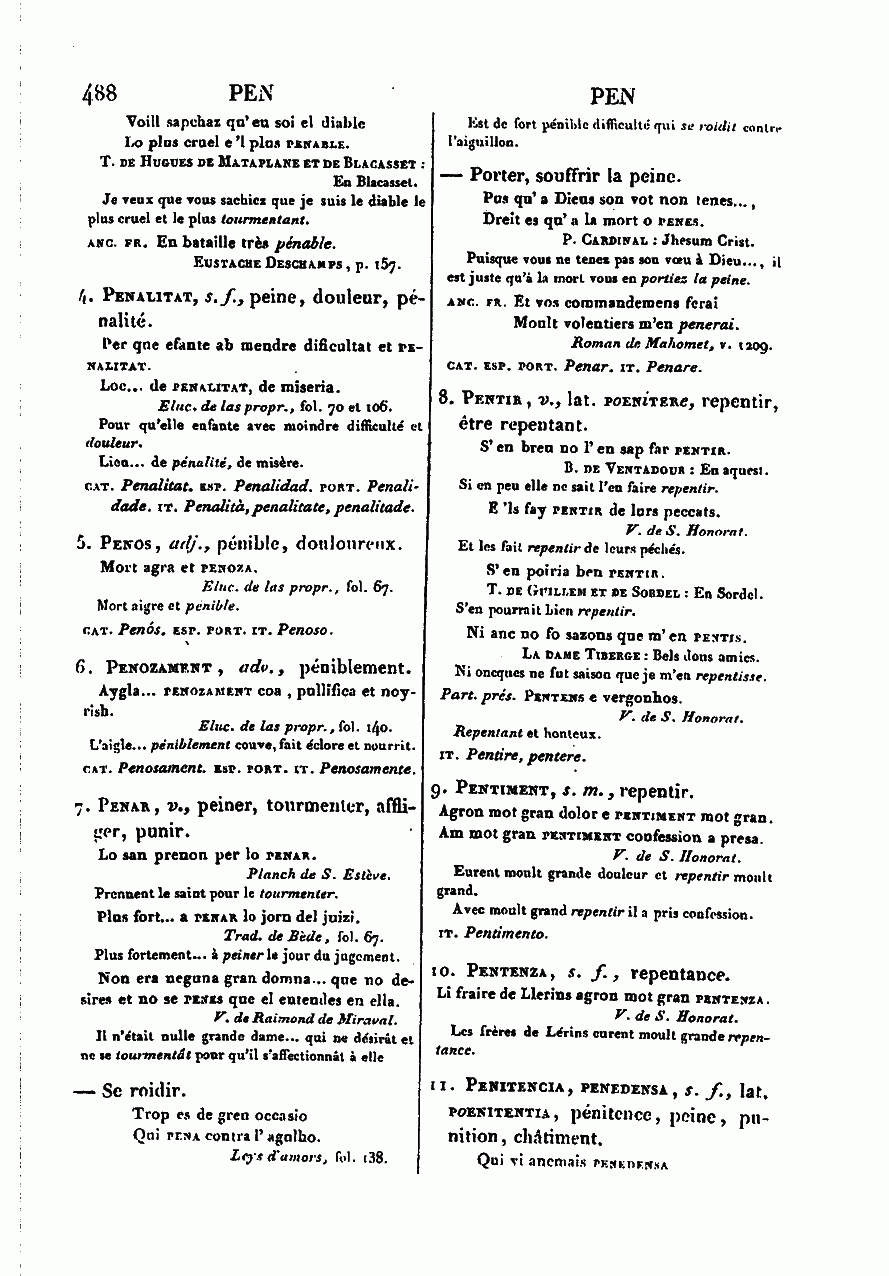 488 PEN
Voill sapchaz qu'eu soi el diable
Lo plus cruel e'l plus PENABLE.
T. DE HUGUES DE MATAPLANE ET DE BLACASSET :
En Blacasset.
Je veux que vous sachiez que je suis le diable le
plus cruel et le plus tourmentant.
ANC. FR. En bataille très pénable.
EUSTACHE DESCHAMPS, p. 157.
4. PENALITAT, s. f., peine, douleur, pé-
nalité.
Per que efante ab mendre dificultat et PE-
NALITAT.
Loc... de PENALITAT, de miseria.
Eluc. de las propr., fol. 70 et 106.
Pour qu'elle enfante avec moindre difficulté et
douleur.
Lieu... de pénalité, de misère.
CAT. Penalitat. ESP. Penalidad. PORT. Penali-
dade. IT. Penalità, penalitate, penalitade.
5. PENOS, adj., pénible, douloureux.
Mort agra et PENOZA.
Eluc. de las propr., fol. 67.
Mort aigre et pénible.
CAT. Penós. ESP. PORT. IT. Penoso.
6. PENOZAMENT, adv., péniblement.
Aygla... PENOZAMENT coa, pullifica et noy-
rish.
Eluc. de las propr., fol. 140.
L'aigle... péniblement couve, fait éclore et nourrit.
CAT. Penosament. ESP. PORT. IT. Penosamente.
7. PENAR, v., peiner, tourmenter, affli-
ger, punir.
Lo san prenon per lo PENAR.
Planch de S. Estève.
Prennent le saint pour le tourmenter.
Plus fort... a PENAR lo jorn del juizi.
Trad. de Bède, fol. 67.
Plus fortement... à peiner le jour du jugement.
Non era neguna gran domna... que no de-
sires et no se PENES que el entendes en ella.
V. de Raimond de Miraval.
Il n'était nulle grande dame... qui ne désirât et
ne se tourmentât pour qu'il s'affectionnât à elle
— Se roidir.
Trop es de gren occasio
Qui PENA contra l'agulho.
Leys d'amors, fol. 138.
PEN
Est de fort pénible difficulté qui se roidit contre
l'aiguillon.
— Porter, souffrir la peine.
Pus qu'a Dieus son vot non tenes...,
Dreit es qu'a la mort o PENES.
P. CARDINAL : Jhesum Crist.
Puisque vous ne tenez pas son vœu à Dieu..., il
est juste qu'à la mort vous en portiez la peine.
ANC. FR. Et vos commandemens ferai
Moult volentiers m'en penerai.
Roman de Mahomet, v. 1209.
CAT. ESP. PORT. Penar. IT. Penare.
8. PENTIR, v., lat. POENiTERe, repentir,
être repentant.
S'en breu no l'en sap far PENTIR.
B. DE VENTADOUR : En aquest.
Si en peu elle ne sait l'en faire repentir.
E 'ls fay PENTIR de lors peccats.
V. de S. Honorat.
Et les fait repentir de leurs péchés.
S'en poiria ben PENTIR.
T. DE GUILLEM ET DE SORDEL : En Sordel.
S'en pourrait bien repentir.
Ni anc no fo sazons que m'en PENTIS.
LA DAME TIBERGE : Bels dons amics.
Ni oncques ne fut saison que je m'en repentisse.
Part. prés. PENTENS e vergonhos.
V. de S. Honorat.
Repentant et honteux.
IT. Pentire, pentere.
9. PENTIMENT, s. m., repentir.
Agron mot gran dolor e PENTIMENT mot gran.
Am mot gran PENTIMENT confession a presa.
V. de S. Honorat.
Eurent moult grande douleur et repentir moult
grand.
Avec moult grand repentir il a pris confession.
IT. Pentimento.
10. PENTENZA, s. f., repentance.
Li fraire de Llerins agron mot gran PENTENZA.
V. de S. Honorat.
Les frères de Lérins eurent moult grande repen-
tance.
11. PENITENCIA, PENEDENSA, s. f., lat.
POENITENTIA, pénitence, peine, pu-
nition, châtiment.
Qui vi ancmais PENEDENSA